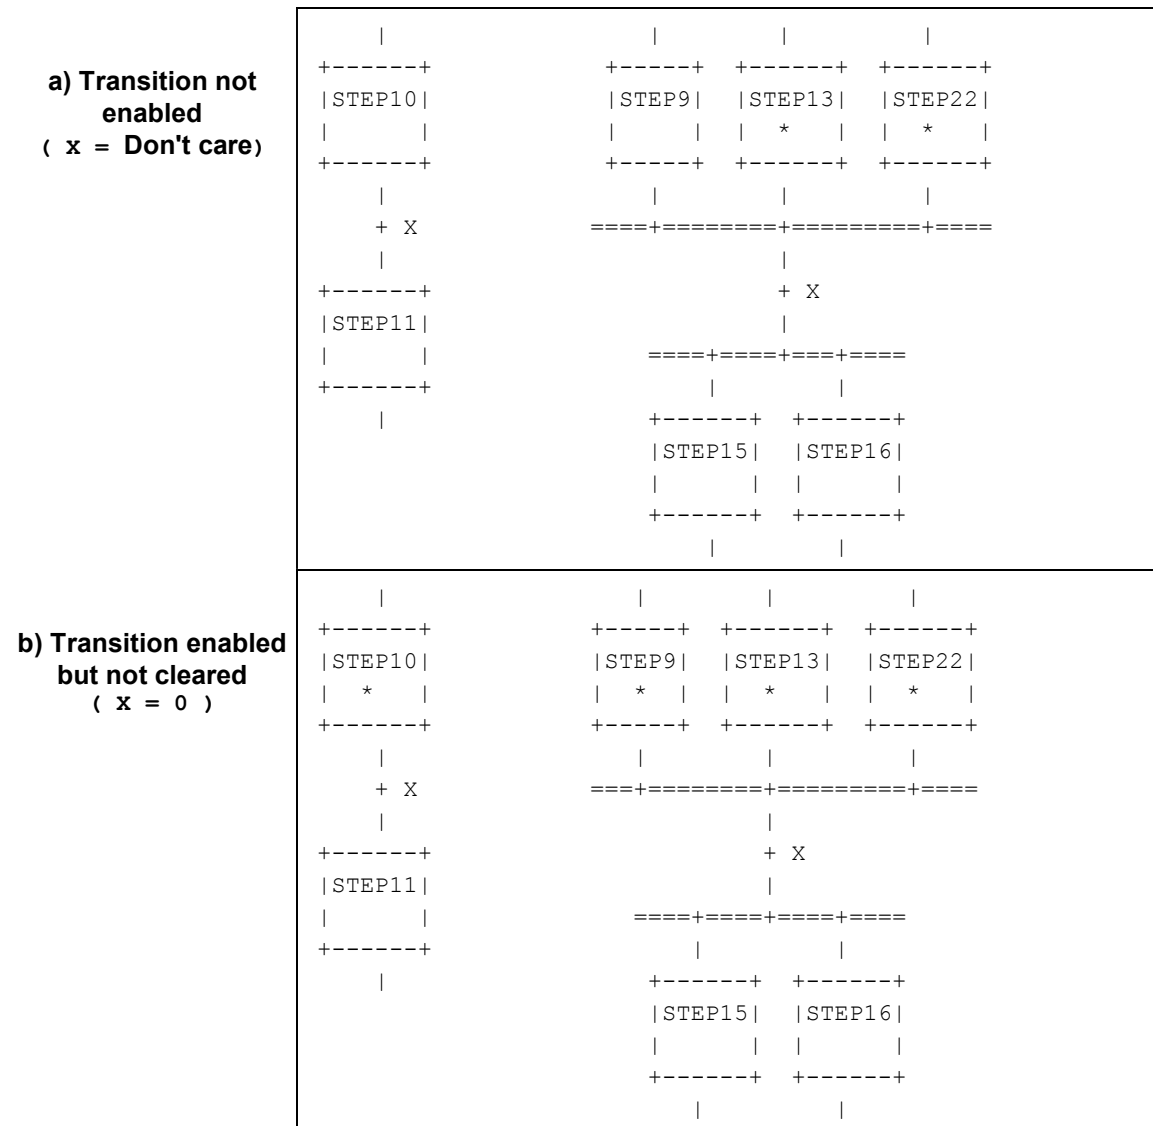 a) Transition not
enabled
( X = Don't care)
      |                  |        |         |
  +------+            +-----+  +------+  +------+
  |STEP10|            |STEP9|  |STEP13|  |STEP22|
  |      |            |     |  |  *   |  |  *   |
  +------+            +-----+  +------+  +------+
      |                  |        |         |
      + X            ====+========+=========+====
      |                           |
  +------+                        + X
  |STEP11|                        |
  |      |               ====+====+===+====
  +------+                   |        |
      |                  +------+  +------+
                         |STEP15|  |STEP16|
                         |      |  |      |
                         +------+  +------+
                             |        |
b) Transition enabled
but not cleared
( X = 0 )
      |                 |        |         |
  +------+           +-----+  +------+  +------+
  |STEP10|           |STEP9|  |STEP13|  |STEP22|
  |  *   |           |  *  |  |  *   |  |  *   |
  +------+           +-----+  +------+  +------+
      |                 |        |         |
      + X            ===+========+=========+====
      |                          |
  +------+                       + X
  |STEP11|                       |
  |      |              ====+====+====+====
  +------+                  |         |
      |                  +------+  +------+
                         |STEP15|  |STEP16|
                         |      |  |      |
                         +------+  +------+
                            |         |